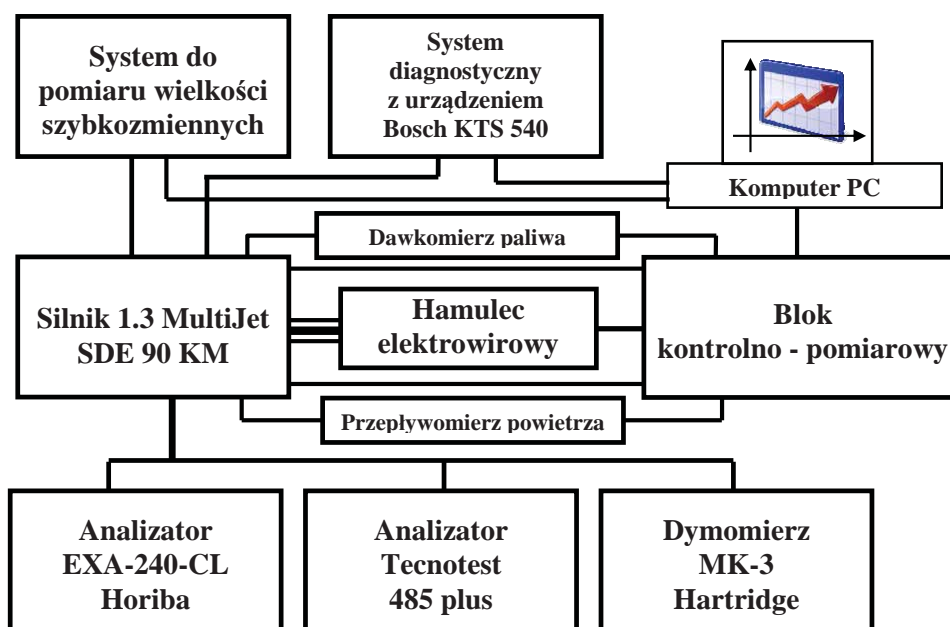 System do
pomiaru wielkości
szybkozmiennych
System
diagnostyczny
z urządzeniem
Bosch KTS 540
Komputer PC
Dawkomierz paliwa
Silnik 1.3 MultiJet
SDE 90 KM
Hamulec
elektrowirowy
Blok
kontrolno - pomiarowy
Przepływomierz powietrza
Analizator
EXA-240-CL
Horiba
Analizator
Tecnotest
485 plus
Dymomierz
MK-3
Hartridge